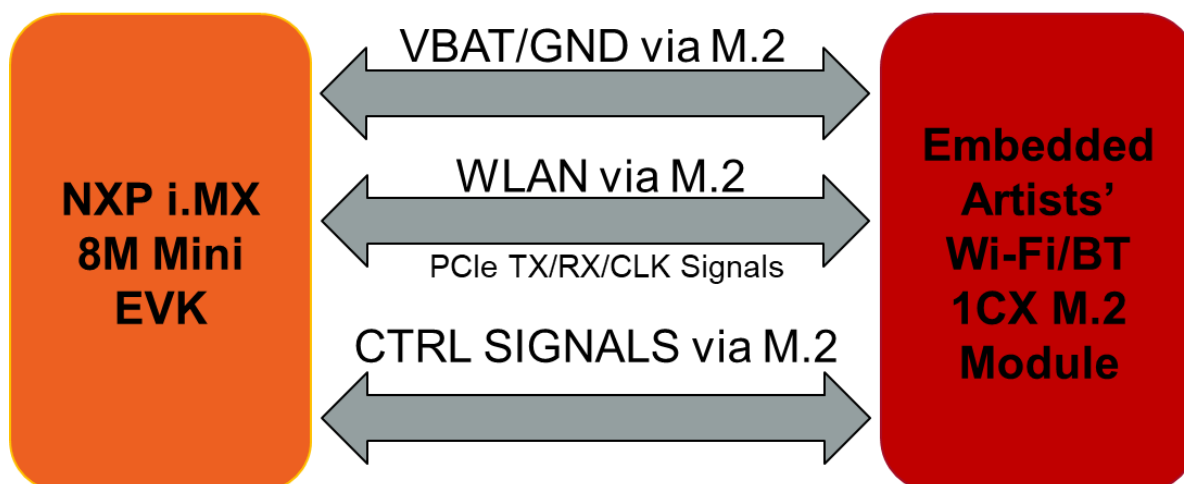 NXP i.MX
8M Mini
EVK
VBAT/GND via M.2
WLAN via M.2
PCIe TX/RX/CLK Signals
CTRL SIGNALS via M.2
Embedded
Artists’
Wi-Fi/BT
1CX M.2
Module